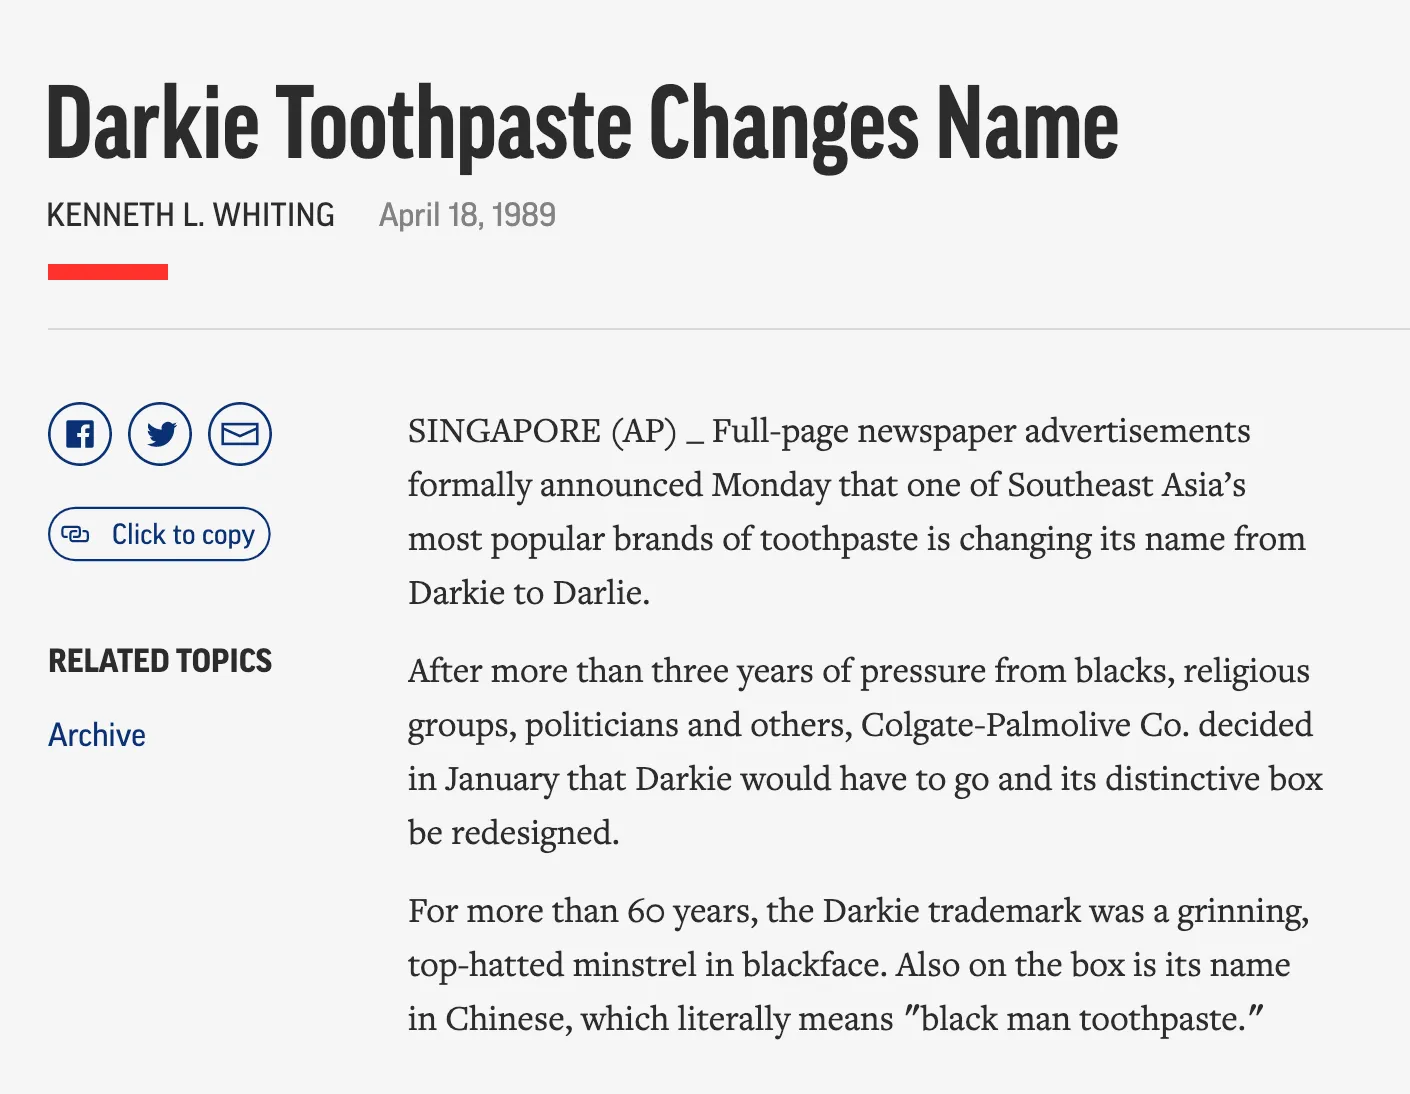 Darkie Toothpaste Changes Name
KENNETH L. WHITING April 18, 1989
Click to copy
RELATED TOPICS
Archive
SINGAPORE (AP) _ Full-page newspaper advertisements
formally announced Monday that one of Southeast Asia’s
most popular brands of toothpaste is changing its name from
Darkie to Darlie.
After more than three years of pressure from blacks, religious
groups, politicians and others, Colgate-Palmolive Co. decided
in January that Darkie would have to go and its distinctive box
be redesigned.
For more than 60 years, the Darkie trademark was a grinning,
top-hatted minstrel in blackface. Also on the box is its name
in Chinese, which literally means "black man toothpaste."